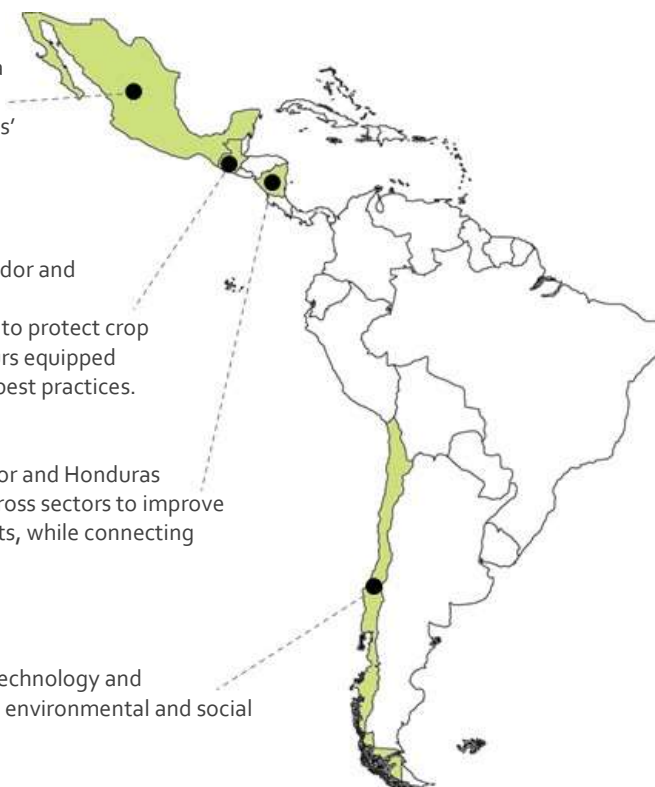 s'
dor and
to protect crop
rs equipped
best practices.
or and Honduras
ross sectors to improve
ts, while connecting
echnology and
environmental and social